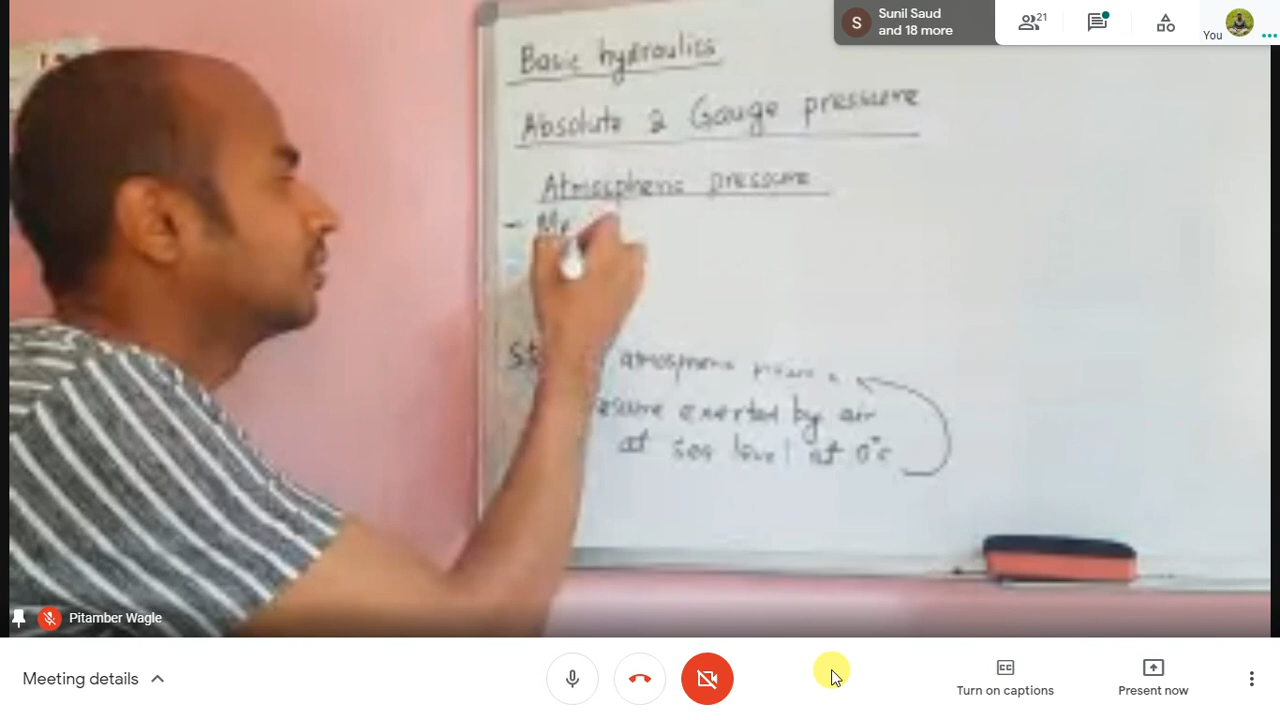 Sunil Saud
and 18 more
S
21
You
Basic hydraulics
Absolute & Gauge pressure
Atmospheric pressure
-
atmospheric
exerted by air
at sea level at 0°c
Pitamber Wagle
Meeting details
CC
Turn on captions
Present now